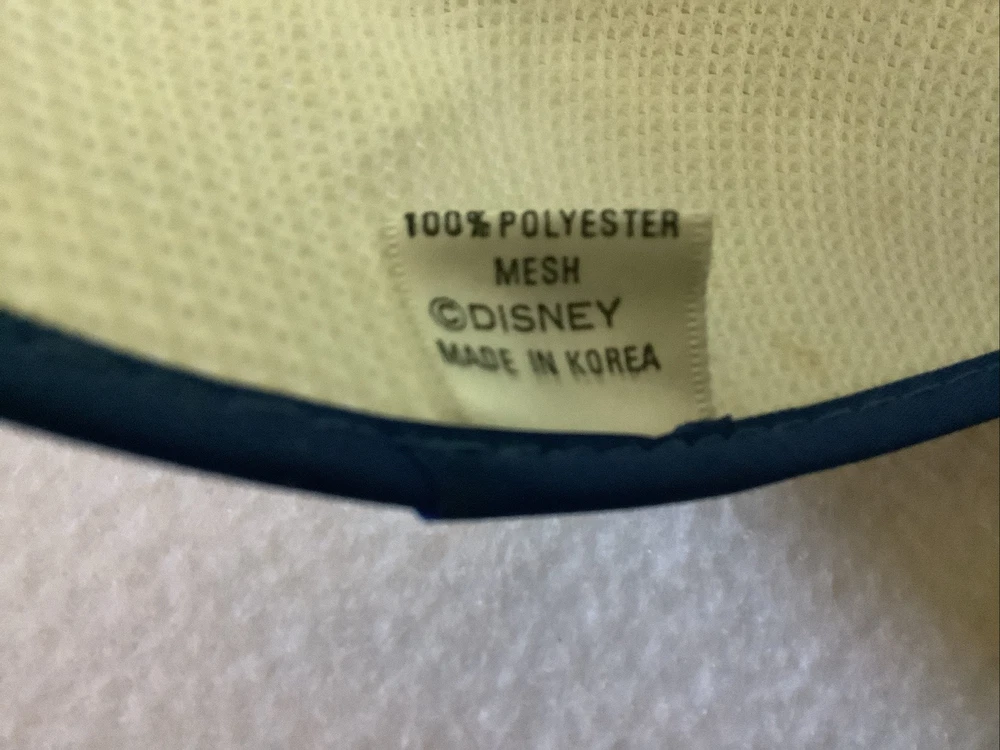 100% POLYESTER
MESH
©DISNEY
MADE IN KOREA